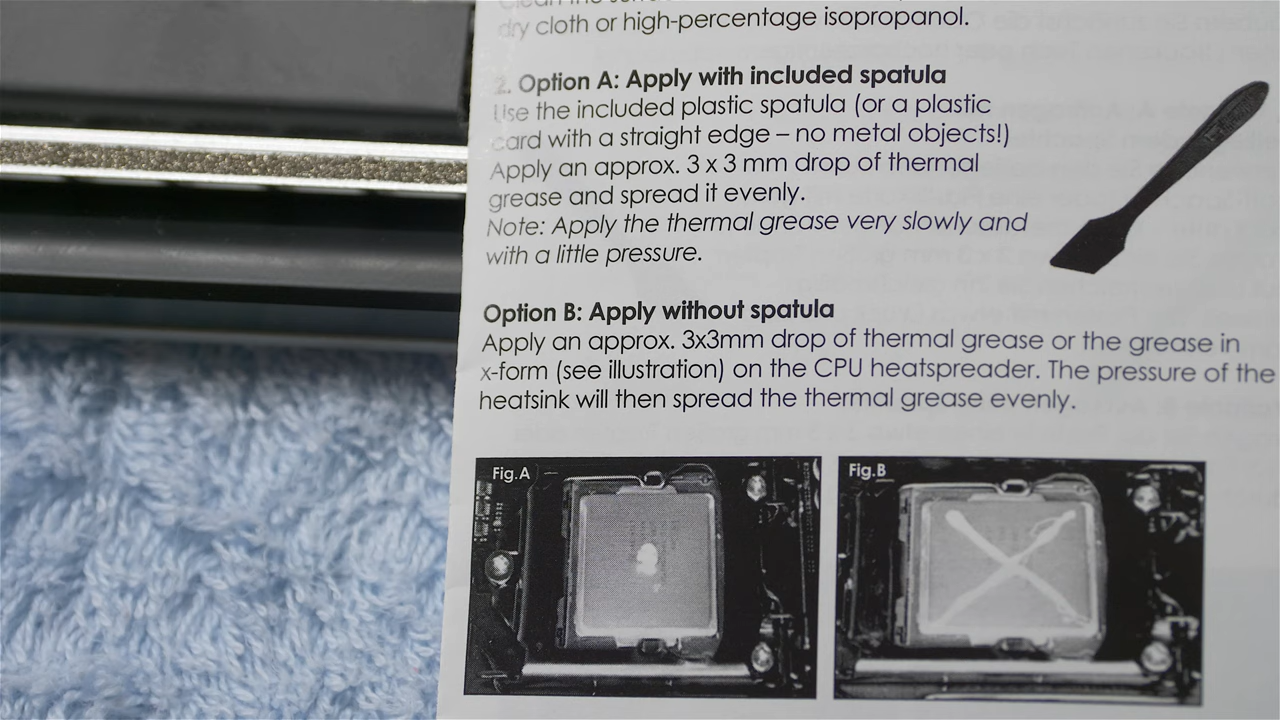 dry cloth or high-percentage isopropanol.
2. Option A: Apply with included spatula
Use the included plastic spatula (or a plastic
card with a straight edge – no metal objects!)
Apply an approx. 3 x 3 mm drop of thermal
grease and spread it evenly.
Note: Apply the thermal grease very slowly and
with a little pressure.
Option B: Apply without spatula
Apply an approx. 3x3mm drop of thermal grease or the grease in
x-form (see illustration) on the CPU heatspreader. The pressure of the
heatsink will then spread the thermal grease evenly.
Fig.A
Fig.B